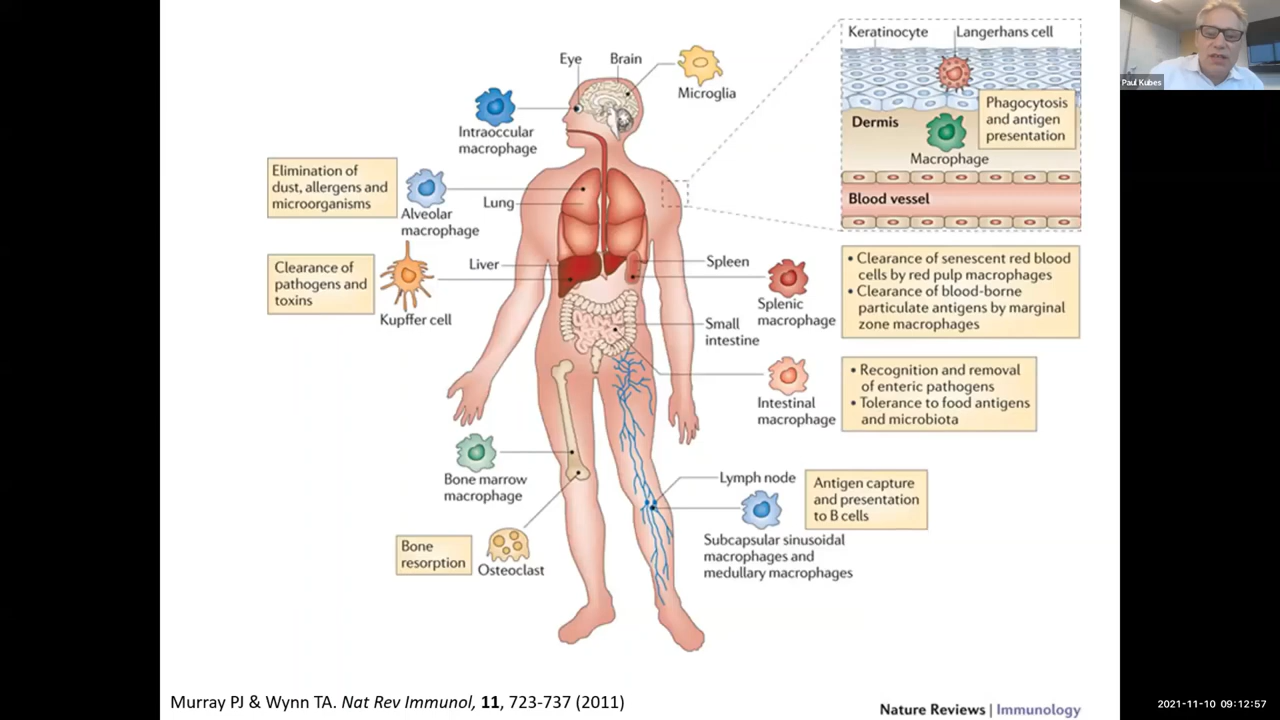 Eye
Brain
Microglia
Intraoccular
macrophage
Elimination of
dust, allergens and
microorganisms
Alveolar
macrophage
Lung
Clearance of
pathogens and
toxins
Liver
Kupffer cell
Keratinocyte
Langerhans cell
Phagocytosis
and antigen
presentation
Dermis
Macrophage
Blood vessel
Spleen
Splenic
macrophage
• Clearance of senescent red blood
cells by red pulp macrophages
• Clearance of blood-borne
particulate antigens by marginal
zone macrophages
Small
intestine
Intestinal
macrophage
• Recognition and removal
of enteric pathogens
• Tolerance to food antigens
and microbiota
Bone marrow
macrophage
Bone
resorption
Osteoclast
Lymph node
Subcapsular sinusoidal
macrophages and
medullary macrophages
Antigen capture
and presentation
to B cells
Murray PJ & Wynn TA. Nat Rev Immunol, 11, 723-737 (2011)
Nature Reviews | Immunology
Paul Kubes
2021-11-10 09:12:57